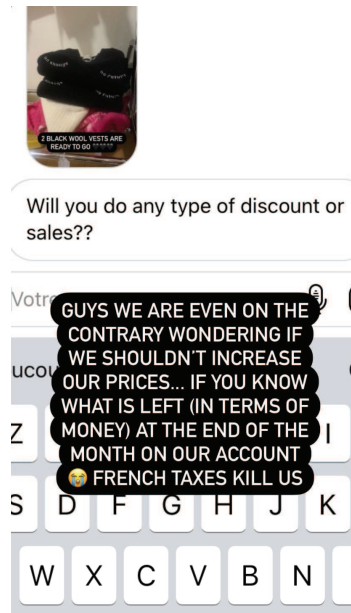 2 BLACK WOOL VESTS ARE
READY TO GO 🖤🖤🖤
Will you do any type of discount or
sales??
Votre
GUYS WE ARE EVEN ON THE
CONTRARY WONDERING IF
WE SHOULDN'T INCREASE
OUR PRICES... IF YOU KNOW
WHAT IS LEFT (IN TERMS OF
MONEY) AT THE END OF THE
MONTH ON OUR ACCOUNT
😭 FRENCH TAXES KILL US
ucou
Z I
S D F G H J K
W X C V B N